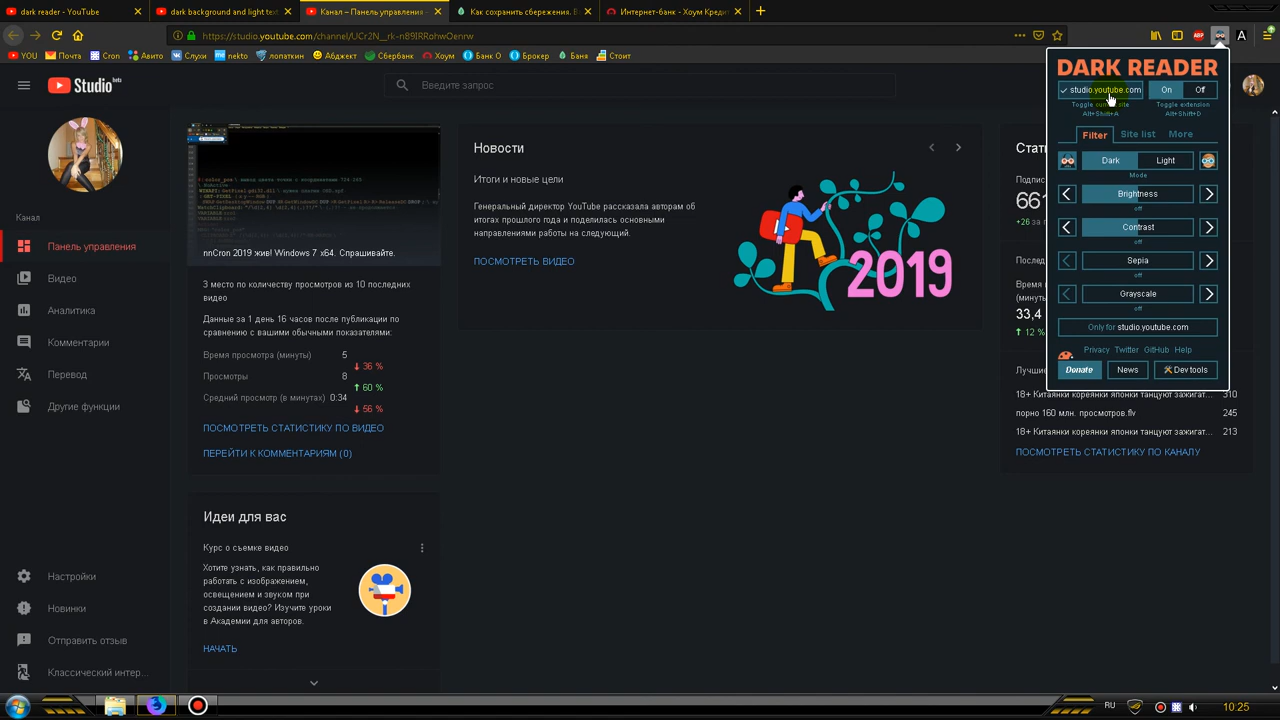 dark reader - YouTube
dark background and light text
Канал – Панель управления -
Как сохранить сбережения. В
Интернет-банк - Хоум Кредит
https://studio.youtube.com/channel/UCr2N__rk-n89IRRohwOenrw
YOU
Почта
Cron
Авито
Слухи
nekto
лопаткин
Абджект
Сбербанк
Хоум
Банк О
Брокер
Баня
Стоит
ABP
A
Studio beta
Введите запрос
Канал
Панель управления
Видео
Аналитика
Комментарии
Перевод
Другие функции
Настройки
Новинки
Отправить отзыв
Классический интер...
nnCron 2019 жив! Windows 7 x64. Спрашивайте.
3 место по количеству просмотров из 10 последних
видео
Данные за 1 день 16 часов после публикации по
сравнению с вашими обычными показателями.
Время просмотра (минуты) 5
36 %
Просмотры 8
60 %
Средний просмотр (в минутах) 0:34
56 %
ПОСМОТРЕТЬ СТАТИСТИКУ ПО ВИДЕО
ПЕРЕЙТИ К КОММЕНТАРИЯМ (0)
Идеи для вас
Курс о съемке видео
Хотите узнать, как правильно
работать с изображением,
освещением и звуком при
создании видео? Изучите уроки
в Академии для авторов.
НАЧАТЬ
Новости
Итоги и новые цели
Генеральный директор YouTube рассказала авторам об
итогах прошлого года и поделилась основными
направлениями работы на следующий.
ПОСМОТРЕТЬ ВИДЕО
2019
Стати
Подпис
66
+26 за
После
Время
(минуты)
33,4
12 %
Лучшие
18+ Китаянки кореянки японки танцуют зажигат... 310
порно 160 млн. просмотров.flv 245
18+ Китаянки кореянки японки танцуют зажигат... 213
ПОСМОТРЕТЬ СТАТИСТИКУ ПО КАНАЛУ
DARK READER
studio.youtube.com
On
Off
Toggle
Alt+Shift+A
Toggle extension
Alt+Shift+D
Filter
Site list
More
Dark
Light
Mode
Brightness
off
Contrast
off
Sepia
off
Grayscale
off
Only for studio.youtube.com
Privacy
Twitter
GitHub
Help
Donate
News
Dev tools
RU
10:25